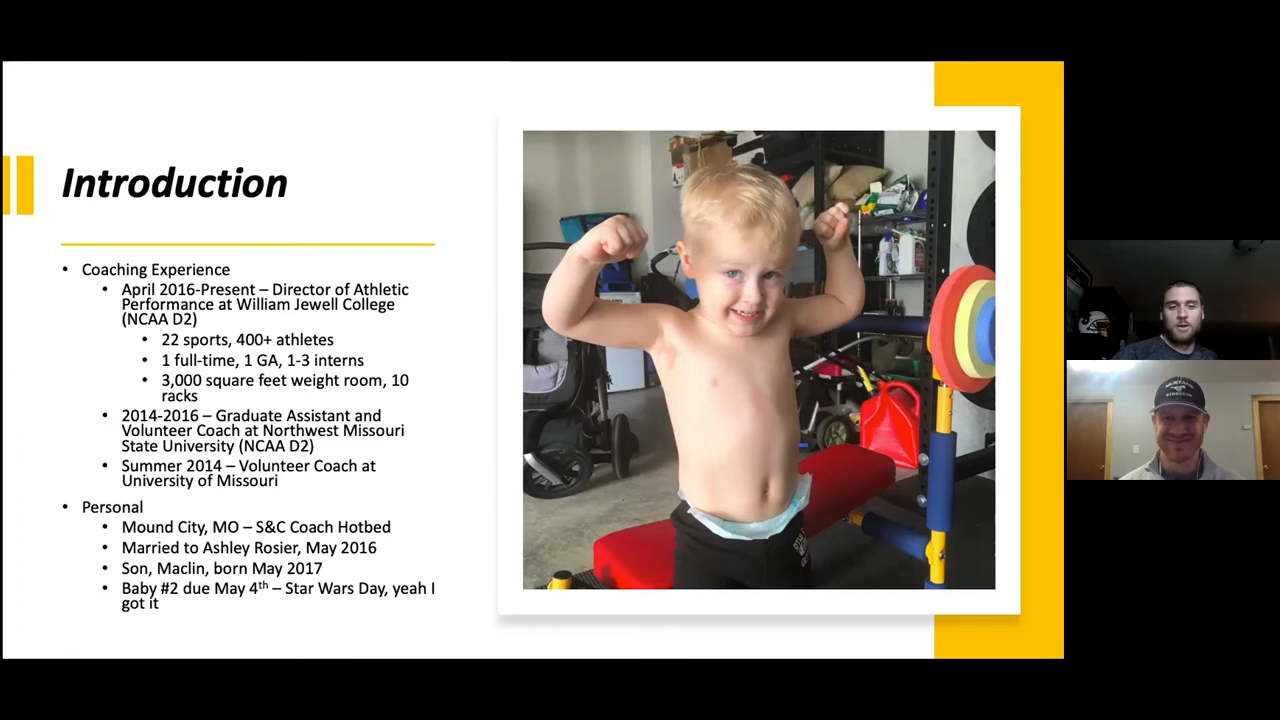 Introduction
• Coaching Experience
• April 2016-Present – Director of Athletic
Performance at William Jewell College
(NCAA D2)
• 22 sports, 400+ athletes
• 1 full-time, 1 GA, 1-3 interns
• 3,000 square feet weight room, 10
racks
• 2014-2016 – Graduate Assistant and
Volunteer Coach at Northwest Missouri
State University (NCAA D2)
• Summer 2014 – Volunteer Coach at
University of Missouri
• Personal
• Mound City, MO – S&C Coach Hotbed
• Married to Ashley Rosier, May 2016
• Son, Maclin, born May 2017
• Baby #2 due May 4th – Star Wars Day, yeah I
got it